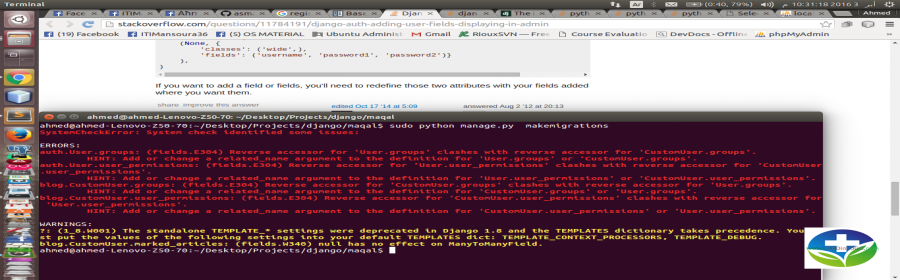 Terminal
(0:40, 79%)
10:31:18 2016 3
Face
ITIM
Ahm
asm
regi
Bas
Djan
The
pyth
pyth
Sele
loca
Ahmed
stackoverflow.com/questions/11784191/django-auth-adding-user-fields-displaying-in-admin
(19) Facebook
ITIMansoura36
(5) OS MATERIAL
Ubuntu Adminis
GM Gmail
RlouxSVN — Free
Course Evaluatio
DevDocs - Offlin
phpMyAdmin
(None, {
'classes': ('wide',),
'fields': ('username', 'password1', 'password2')}
),
)
If you want to add a field or fields, you'll need to redefine those two attributes with your fields added
where you want them.
share improve this answer
edited Oct 17 '14 at 5:09
answered Aug 2 '12 at 20:13
ahmed@ahmed-Lenovo-Z50-70: ~/Desktop/Projects/django/maqal
ahmed@ahmed-Lenovo-Z50-70:~/Desktop/Projects/django/maqal$ sudo python manage.py makemigrations
SystemCheckError: System check identified some issues:
ERRORS:
auth.User.groups: (fields.E304) Reverse accessor for 'User.groups' clashes with reverse accessor for 'CustomUser.groups'.
HINT: Add or change a related_name argument to the definition for 'User.groups' or 'CustomUser.groups'.
auth.User.user_permissions: (fields.E304) Reverse accessor for 'User.user_permissions' clashes with reverse accessor for 'CustomUser
.user_permissions'.
HINT: Add or change a related_name argument to the definition for 'User.user_permissions' or 'CustomUser.user_permissions'.
blog.CustomUser.groups: (fields.E304) Reverse accessor for 'CustomUser.groups' clashes with reverse accessor for 'User.groups'.
HINT: Add or change a related_name argument to the definition for 'CustomUser.groups' or 'User.groups'.
blog.CustomUser.user_permissions: (fields.E304) Reverse accessor for 'CustomUser.user_permissions' clashes with reverse accessor for
'User.user_permissions'.
HINT: Add or change a related_name argument to the definition for 'CustomUser.user_permissions' or 'User.user_permissions'.
WARNINGS:
?: (1_8.W001) The standalone TEMPLATE_* settings were deprecated in Django 1.8 and the TEMPLATES dictionary takes precedence. You
st put the values of the following settings into your default TEMPLATES dict: TEMPLATE_CONTEXT_PROCESSORS, TEMPLATE_DEBUG.
blog.CustomUser.marked_articles: (fields.W340) null has no effect on ManyToManyField.
ahmed@ahmed-Lenovo-Z50-70:~/Desktop/Projects/django/maqal$